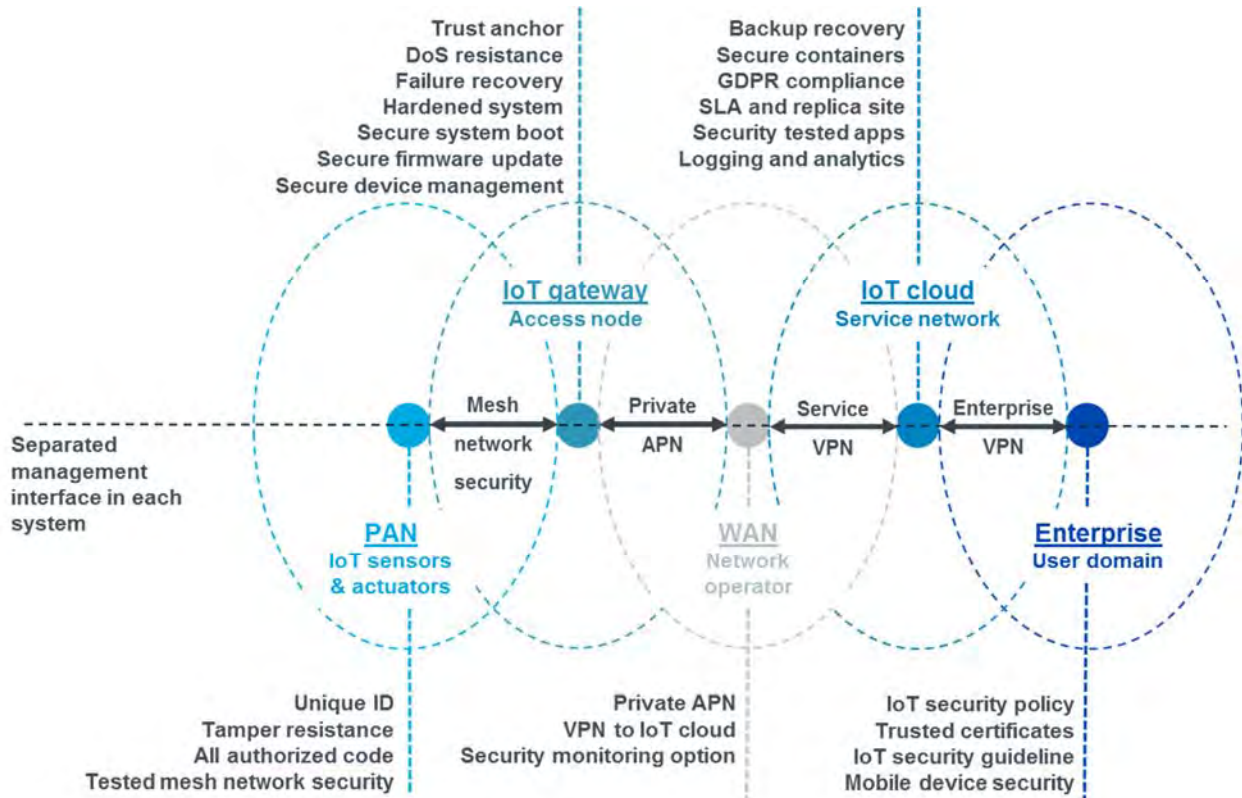 Trust anchor
DoS resistance
Failure recovery
Hardened system
Secure system boot
Secure firmware update
Secure device management
Backup recovery
Secure containers
GDPR compliance
SLA and replica site
Security tested apps
Logging and analytics
IoT gateway
Access node
IoT cloud
Service network
Mesh
network
security
Private
APN
Service
VPN
Enterprise
VPN
Separated
management
interface in each
system
PAN
IoT sensors
& actuators
WAN
Network
operator
Enterprise
User domain
Unique ID
Tamper resistance
All authorized code
Tested mesh network security
Private APN
VPN to IoT cloud
Security monitoring option
IoT security policy
Trusted certificates
IoT security guideline
Mobile device security